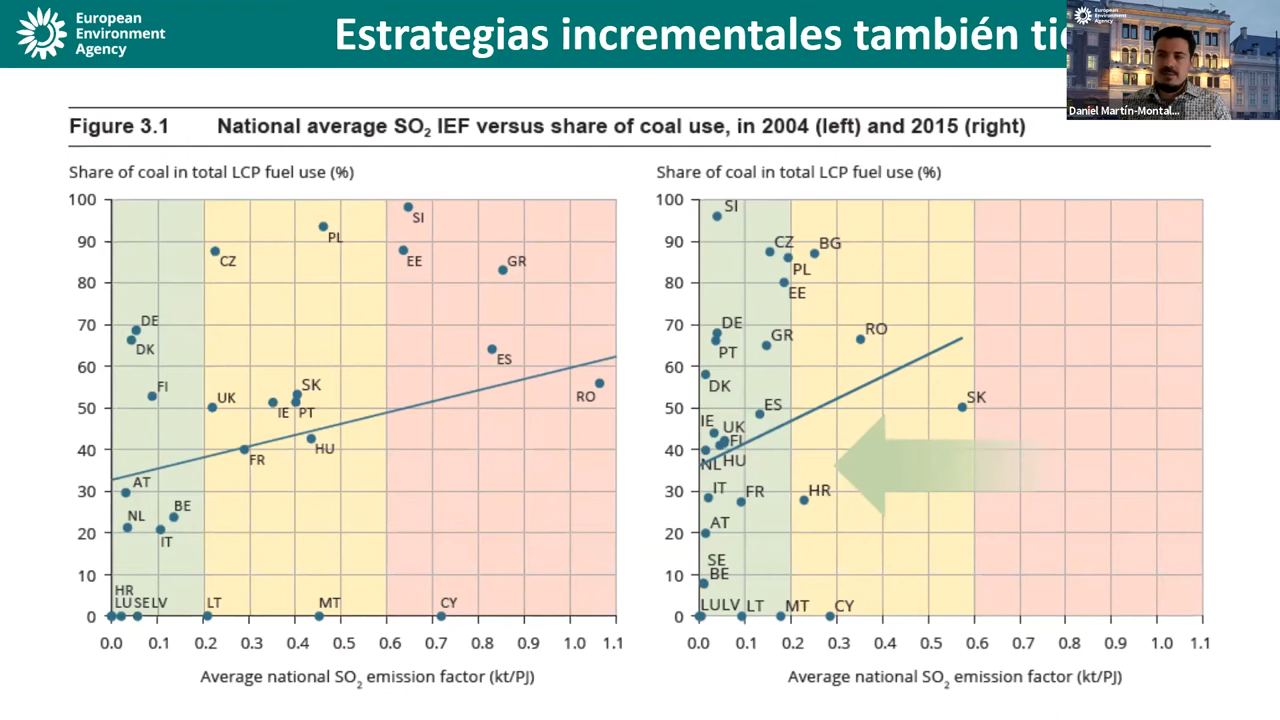 European
Environment
Agency
Estrategias incrementales también
European
Environment
Agency
Daniel Martín-Montal...
Figure 3.1 National average SO₂ IEF versus share of coal use, in 2004 (left) and 2015 (right)
Share of coal in total LCP fuel use (%)
100
90
80
70
60
50
40
30
20
10
0
SI
PL
EE
CZ
GR
DE
DK
ES
FI
SK
RO
UK
IE
PT
HU
FR
AT
BE
NL
IT
HR
LU
SE
LV
LT
MT
CY
0.0 0.1 0.2 0.3 0.4 0.5 0.6 0.7 0.8 0.9 1.0 1.1
Average national SO₂ emission factor (kt/PJ)
Share of coal in total LCP fuel use (%)
100
90
80
70
60
50
40
30
20
10
0
SI
CZ
BG
PL
EE
DE
GR
RO
PT
DK
ES
SK
IE
UK
FI
NL
HU
IT
FR
HR
AT
SE
BE
LU
LV
LT
MT
CY
0.0 0.1 0.2 0.3 0.4 0.5 0.6 0.7 0.8 0.9 1.0 1.1
Average national SO₂ emission factor (kt/PJ)